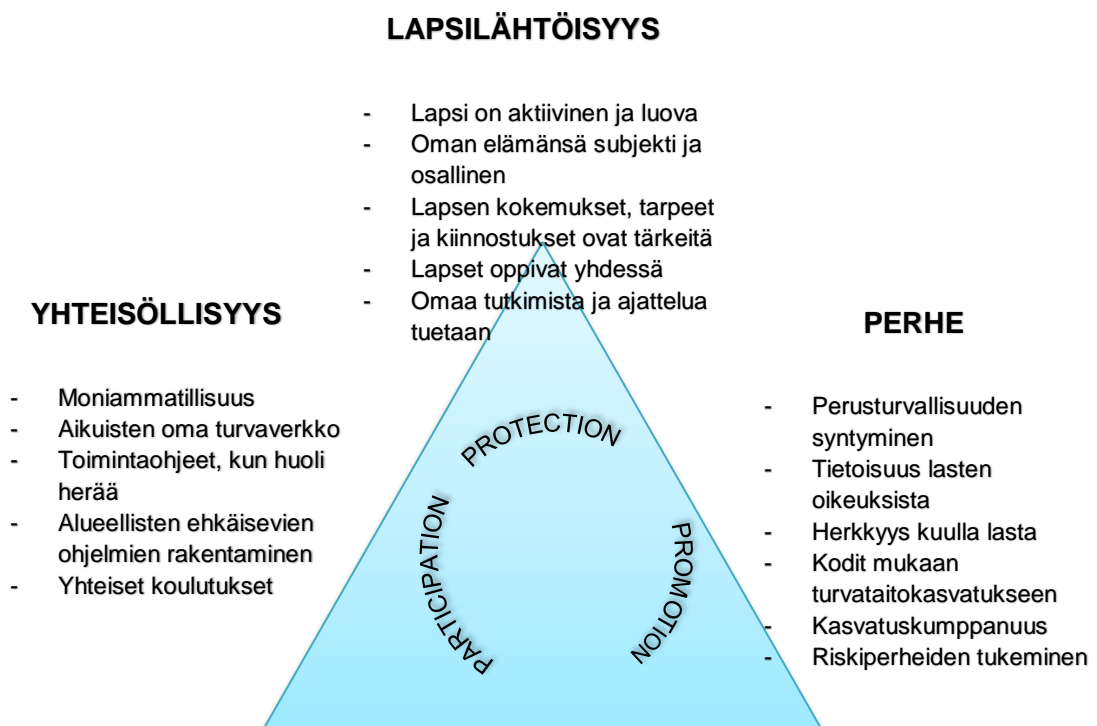 LAPSILÄHTÖISYYS
- Lapsi on aktiivinen ja luova
- Oman elämänsä subjekti ja
osallinen
- Lapsen kokemukset, tarpeet
ja kiinnostukset ovat tärkeitä
- Lapset oppivat yhdessä
- Omaa tutkimista ja ajattelua
tuetaan
YHTEISÖLLISYYS
- Moniammatillisuus
- Aikuisten oma turvaverkko
- Toimintaohjeet, kun huoli
herää
- Alueellisten ehkäisevien
ohjelmien rakentaminen
- Yhteiset koulutukset
PERHE
- Perusturvallisuuden
syntyminen
- Tietoisuus lasten
oikeuksista
- Herkkyys kuulla lasta
- Kodit mukaan
turvataitokasvatukseen
- Kasvatuskumppanuus
- Riskiperheiden tukeminen
PROTECTION
PARTICIPATION
PROMOTION